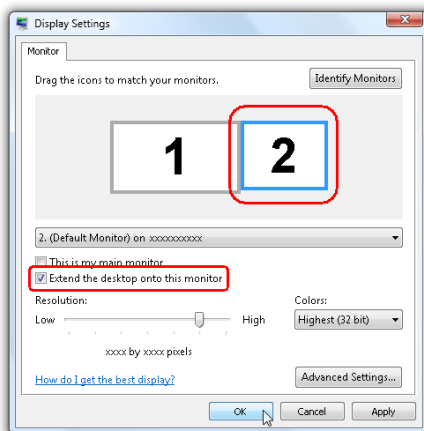 Display Settings
Monitor
Drag the icons to match your monitors.
Identify Monitors
1
2
2. (Default Monitor) on xxxxxxxxxx
This is my main monitor
Extend the desktop onto this monitor
Resolution:
Colors:
Low
High
Highest (32 bit)
xxxx by xxxx pixels
How do I get the best display?
Advanced Settings...
OK
Cancel
Apply